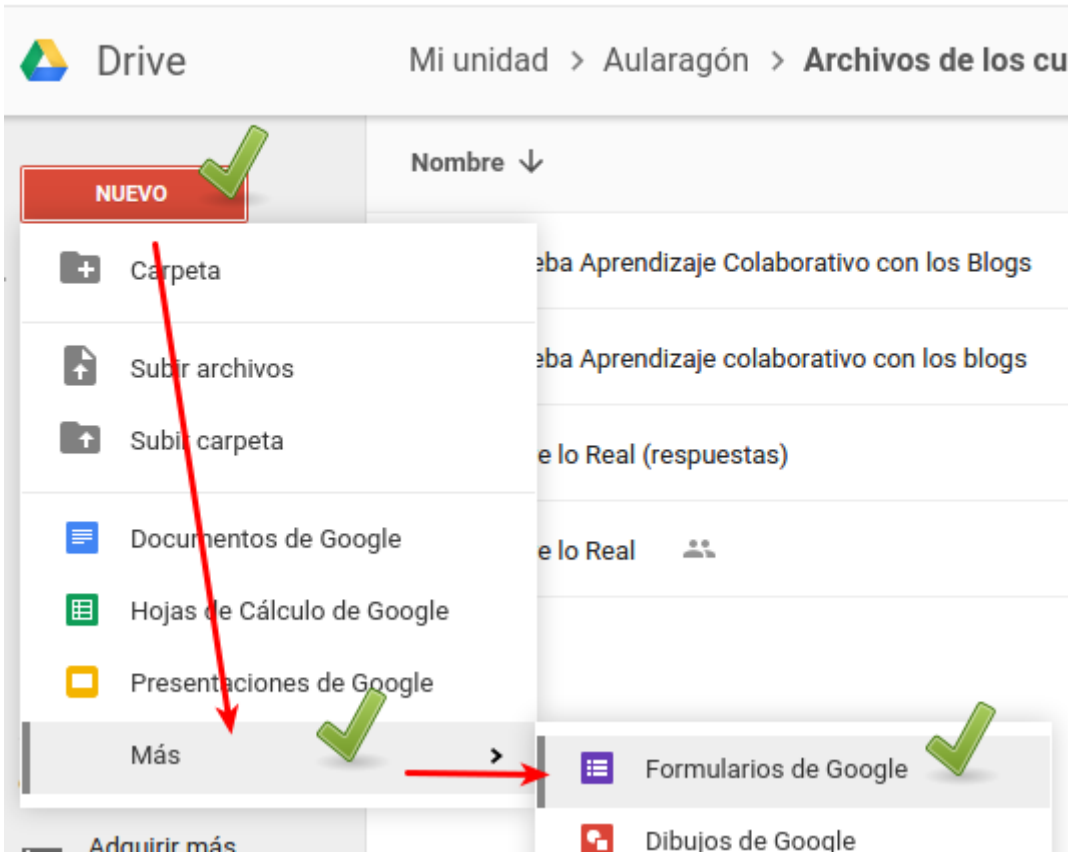 Drive
Mi unidad > Aularagón > Archivos de los cu
NUEVO
Nombre
Carpeta
eba Aprendizaje Colaborativo con los Blogs
Subir archivos
eba Aprendizaje colaborativo con los blogs
Subir carpeta
e lo Real (respuestas)
Documentos de Google
e lo Real
Hojas de Cálculo de Google
Presentaciones de Google
Más
Formularios de Google
Dibujos de Google
Adquirir más